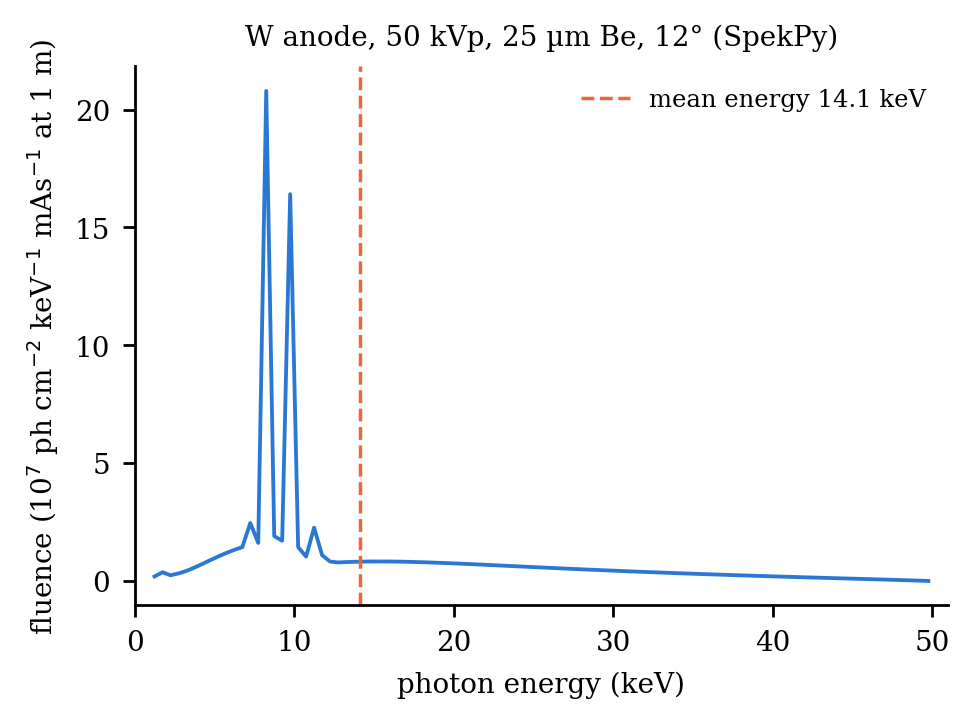 W anode, 50 kVp, 25 µm Be, 12° (SpekPy)
mean energy 14.1 keV
fluence (10⁷ ph cm⁻² keV⁻¹ mAs⁻¹ at 1 m)
20
15
10
5
0
0 10 20 30 40 50
photon energy (keV)